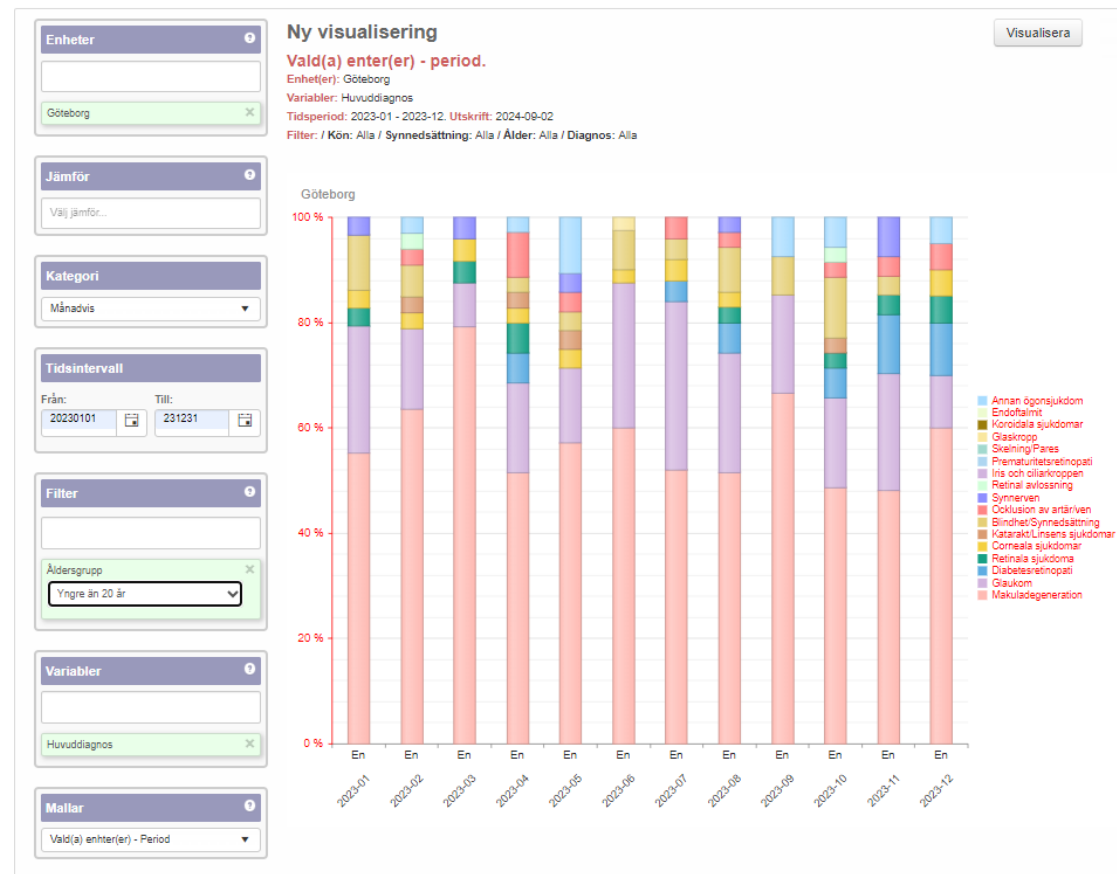 Enheter
Göteborg
Jämför
Välj jämför...
Kategori
Månadvis
Tidsintervall
Från: Till:
20230101 231231
Filter
Åldersgrupp
Yngre än 20 år
Variabler
Huvuddiagnos
Mallar
Vald(a) enhter(er) - Period
Ny visualisering
Visualisera
Vald(a) enter(er) - period.
Enhet(er): Göteborg
Variabler: Huvuddiagnos
Tidsperiod: 2023-01 - 2023-12. Utskrift: 2024-09-02
Filter: / Kön: Alla / Synnedsättning: Alla / Ålder: Alla / Diagnos: Alla
Göteborg
100 %
80 %
60 %
40 %
20 %
0 %
En En En En En En En En En En En En
2023-01 2023-02 2023-03 2023-04 2023-05 2023-06 2023-07 2023-08 2023-09 2023-10 2023-11 2023-12
Annan ögonsjukdom
Endoftalmit
Koroidala sjukdomar
Glaskropp
Skelning/Pares
Prematuritetsretinopati
Iris och ciliarkroppen
Retinal avlossning
Synnerven
Ocklusion av artär/ven
Blindhet/Synnedsättning
Katarakt/Linsens sjukdomar
Corneala sjukdomar
Retinala sjukdoma
Diabetesretinopati
Glaukom
Makuladegeneration